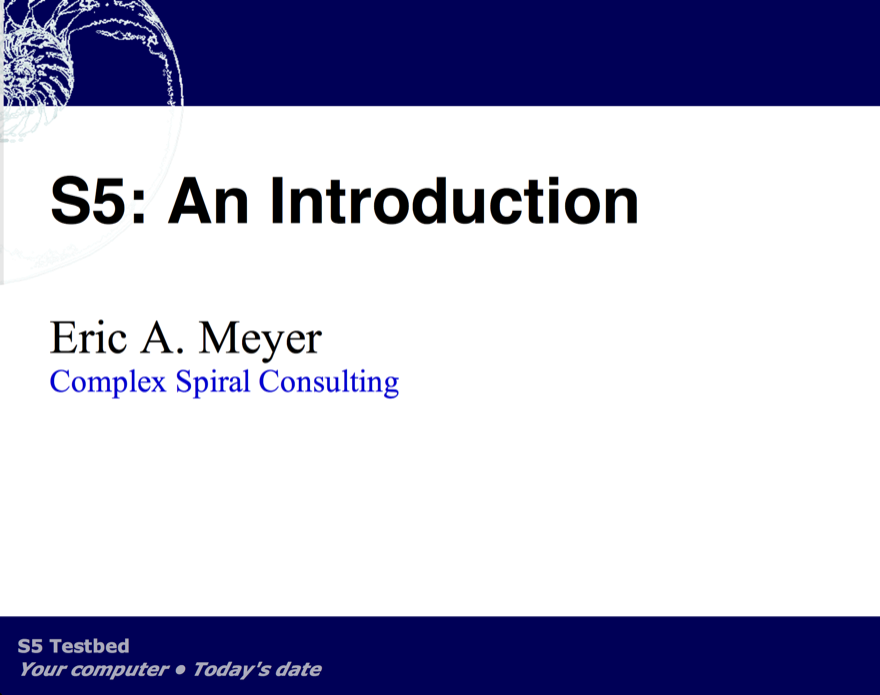 S5: An Introduction
Eric A. Meyer
Complex Spiral Consulting
S5 Testbed
Your computer • Today's date